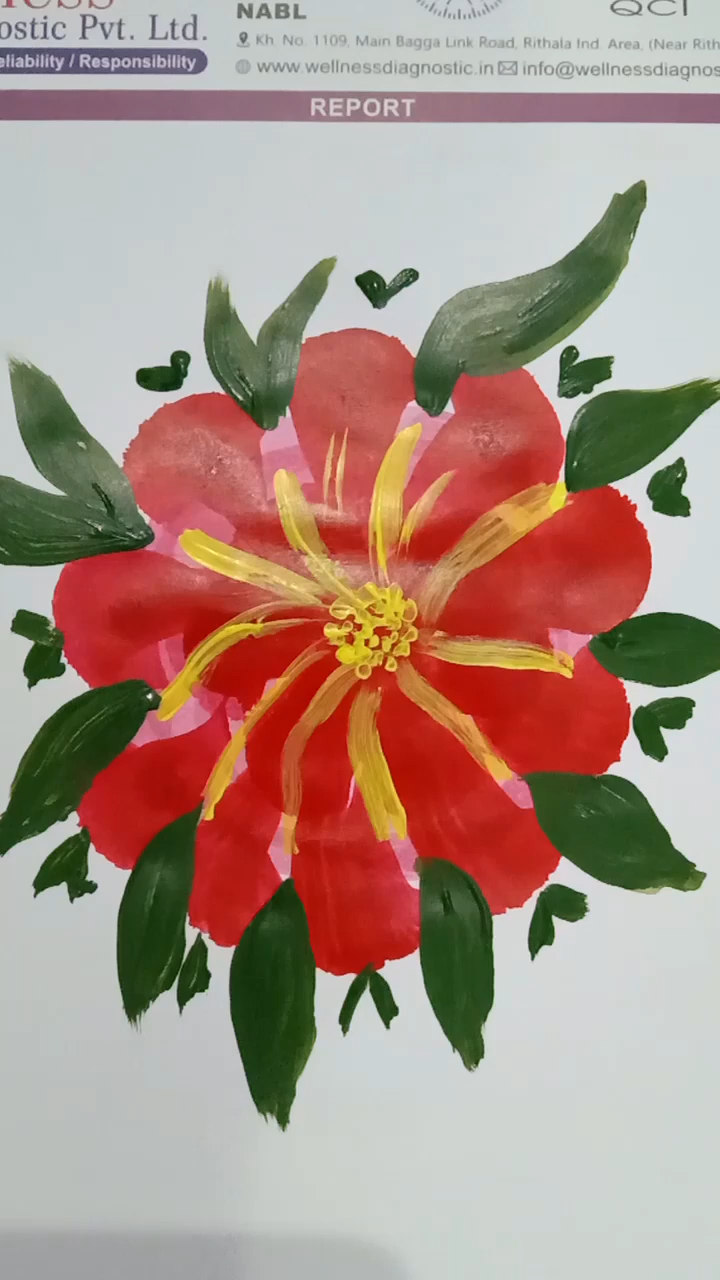 ostic Pvt. Ltd.
eliability / Responsibility
NABL
QCI
Kh. No. 1109, Main Bagga Link Road, Rithala Ind. Area, (Near Rith
www.wellnessdiagnostic.in info@wellnessdiagnos
REPORT